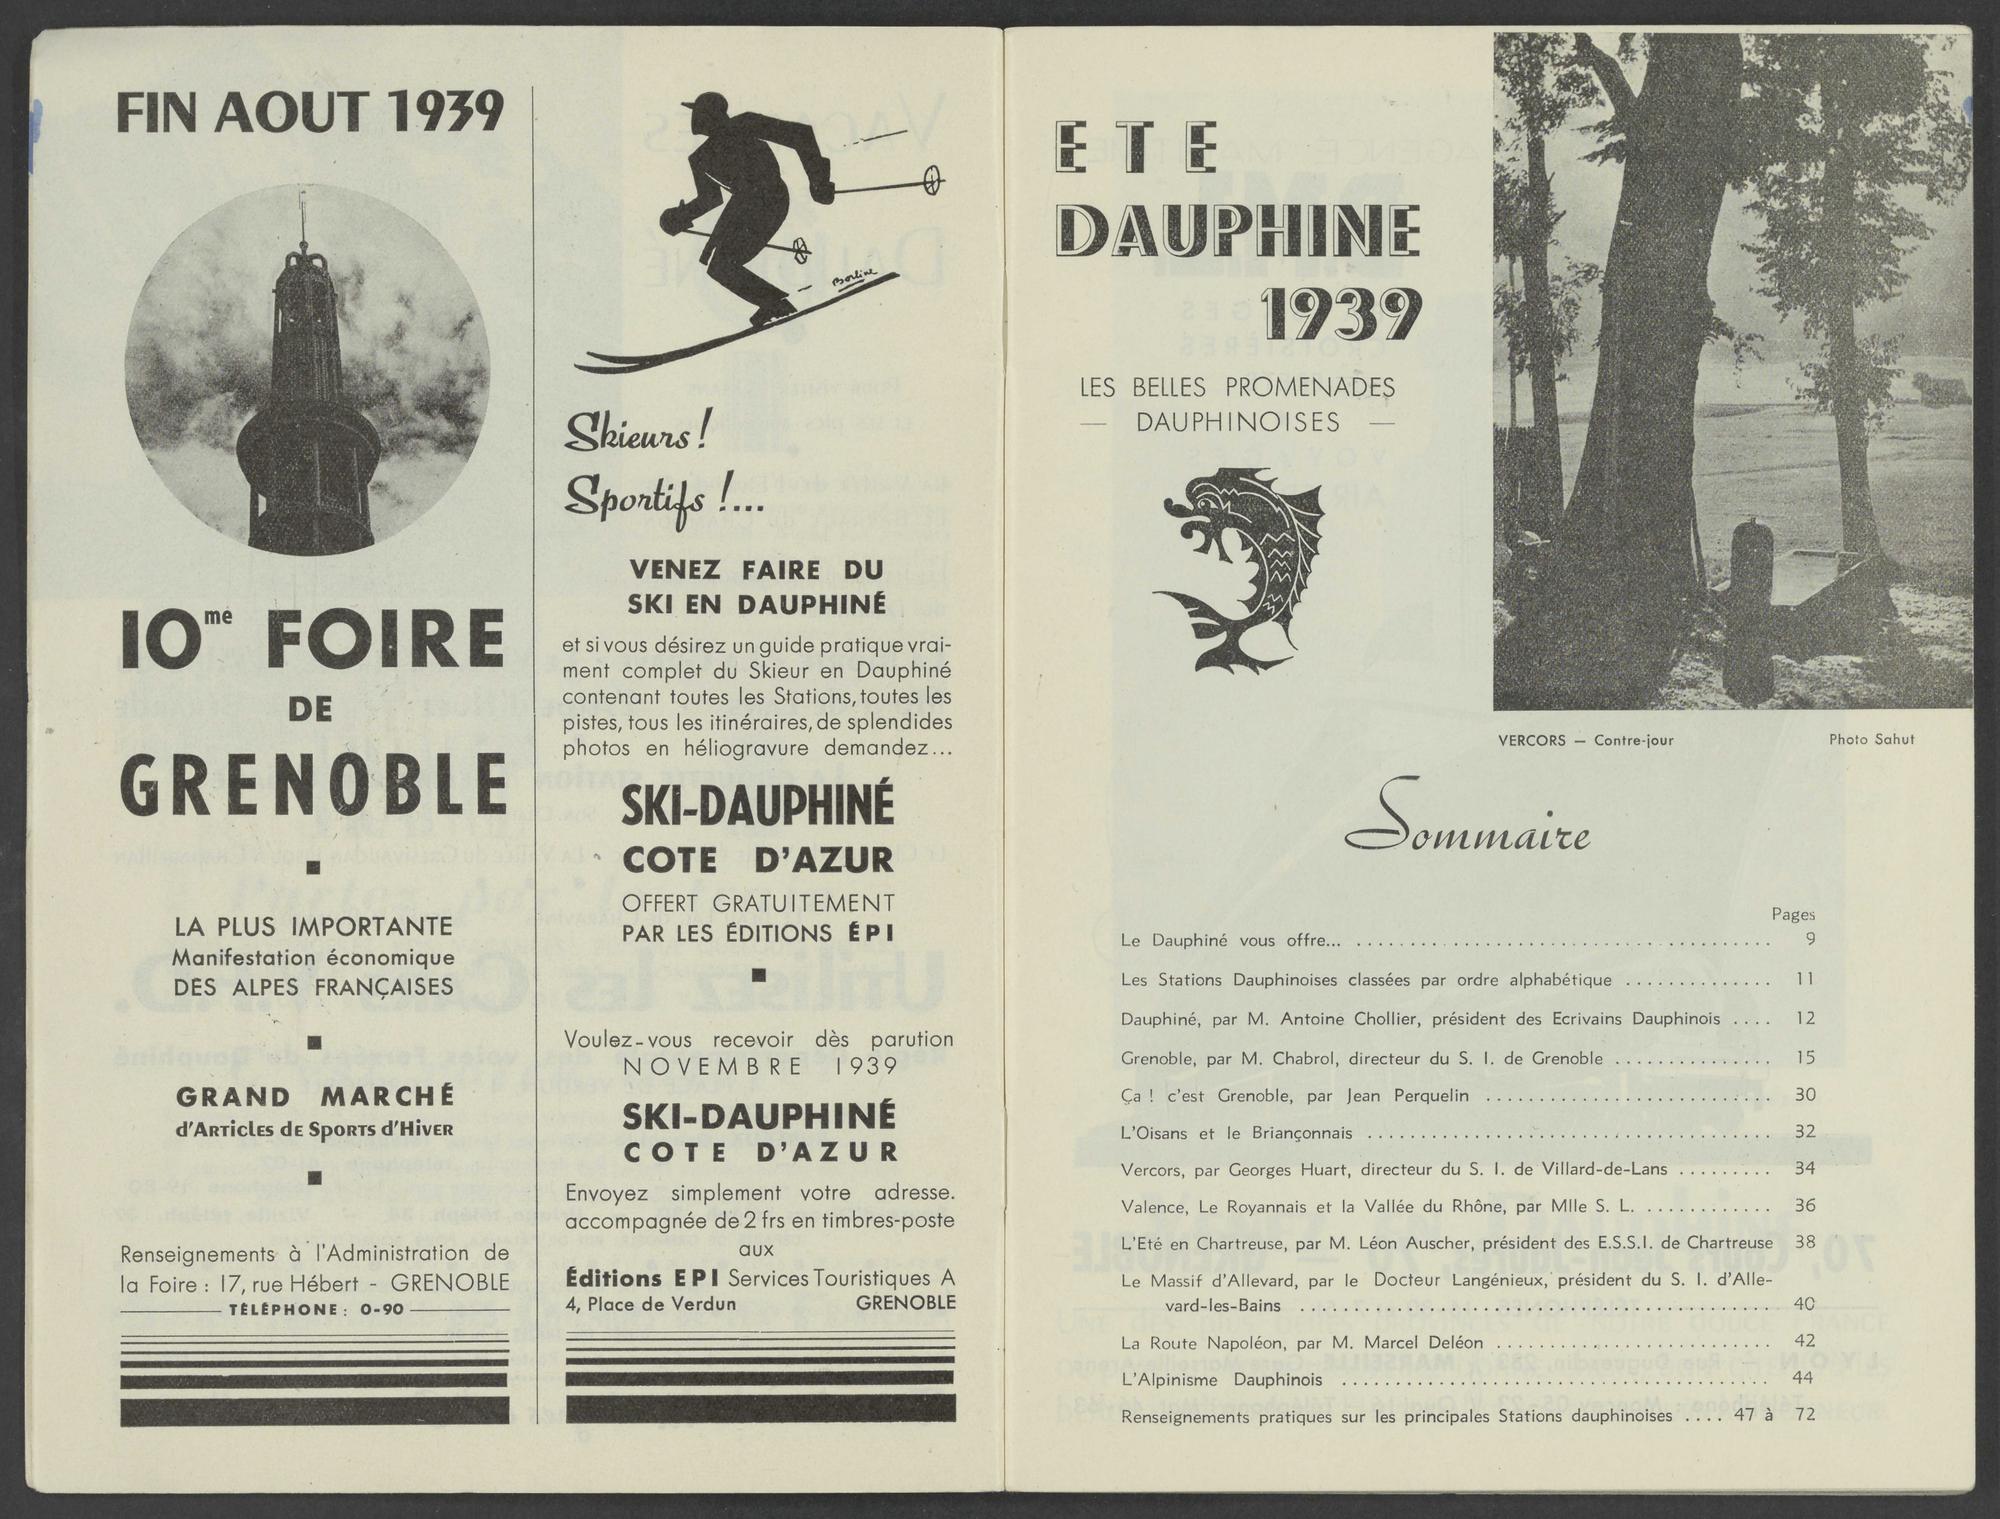 FIN AOUT 1939
10me FOIRE
DE
GRENOBLE
LA PLUS IMPORTANTE
Manifestation économique
DES ALPES FRANÇAISES
GRAND MARCHÉ
d'ARTiclEs dE SpoRTs d'HivER
Renseignements à l'Administration de
la Foire : 17, rue Hébert - GRENOBLE
TÉLÉPHONE : 0-90
Skieurs !
Sportifs !...
VENEZ FAIRE DU
SKI EN DAUPHINÉ
et si vous désirez un guide pratique vrai-
ment complet du Skieur en Dauphiné
contenant toutes les Stations, toutes les
pistes, tous les itinéraires, de splendides
photos en héliogravure demandez...
SKI-DAUPHINÉ
COTE D'AZUR
OFFERT GRATUITEMENT
PAR LES ÉDITIONS ÉPI
Voulez-vous recevoir dès parution
NOVEMBRE 1939
SKI-DAUPHINÉ
COTE D'AZUR
Envoyez simplement votre adresse.
accompagnée de 2 frs en timbres-poste
aux
Éditions EPI Services Touristiques A
4, Place de Verdun GRENOBLE
ETE
DAUPHINE
1939
LES BELLES PROMENADES
— DAUPHINOISES —
VERCORS — Contre-jour Photo Sahut
Sommaire
Pages
Le Dauphiné vous offre... ........................................ 9
Les Stations Dauphinoises classées par ordre alphabétique .............. 11
Dauphiné, par M. Antoine Chollier, président des Ecrivains Dauphinois .... 12
Grenoble, par M. Chabrol, directeur du S. I. de Grenoble ............... 15
Ça ! c'est Grenoble, par Jean Perquelin ............................ 30
L'Oisans et le Briançonnais ....................................... 32
Vercors, par Georges Huart, directeur du S. I. de Villard-de-Lans ......... 34
Valence, Le Royannais et la Vallée du Rhône, par Mlle S. L. ............ 36
L'Eté en Chartreuse, par M. Léon Auscher, président des E.S.S.I. de Chartreuse 38
Le Massif d'Allevard, par le Docteur Langénieux, président du S. I. d'Alle-
vard-les-Bains ............................................. 40
La Route Napoléon, par M. Marcel Deléon ........................... 42
L'Alpinisme Dauphinois ......................................... 44
Renseignements pratiques sur les principales Stations dauphinoises .... 47 à 72